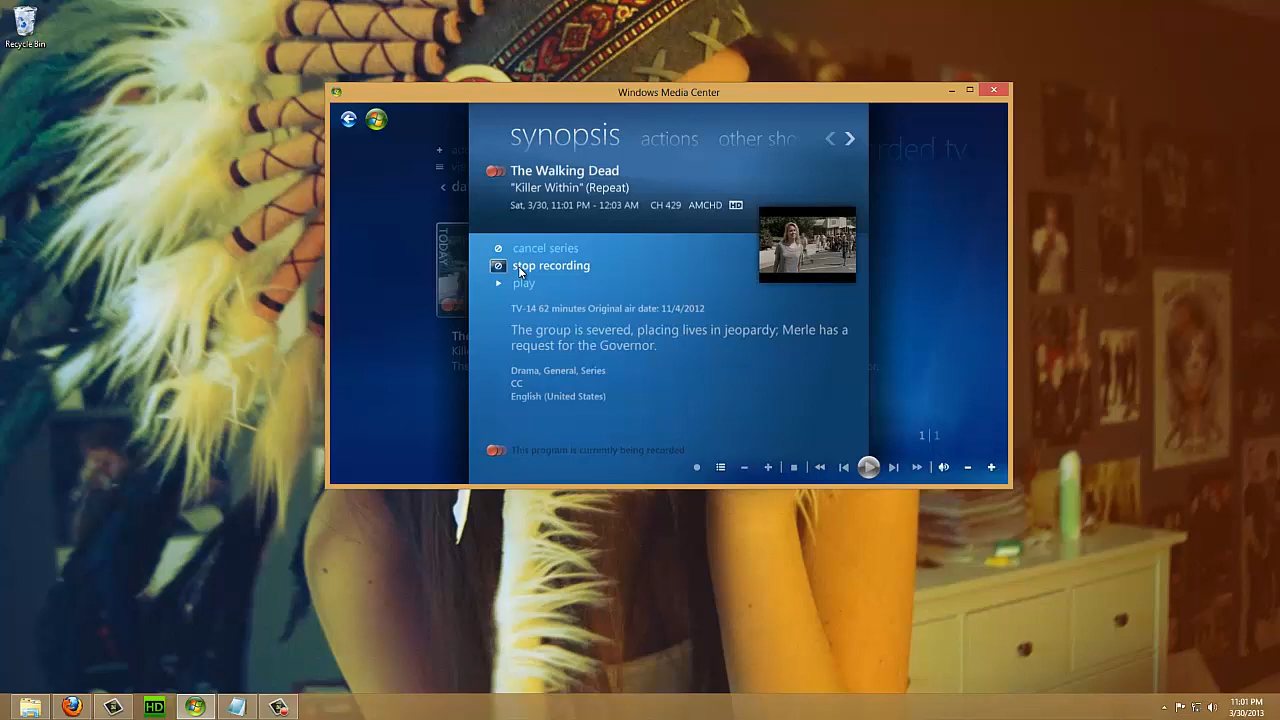 Recycle Bin
Windows Media Center
synopsis actions other sho
The Walking Dead
"Killer Within" (Repeat)
Sat, 3/30, 11:01 PM - 12:03 AM CH 429 AMCHD HD
cancel series
stop recording
play
TODAY
TV-14 62 minutes Original air date: 11/4/2012
The group is severed, placing lives in jeopardy; Merle has a
request for the Governor.
Drama, General, Series
CC
English (United States)
1 | 1
This program is currently being recorded
HD
11:01 PM
3/30/2013